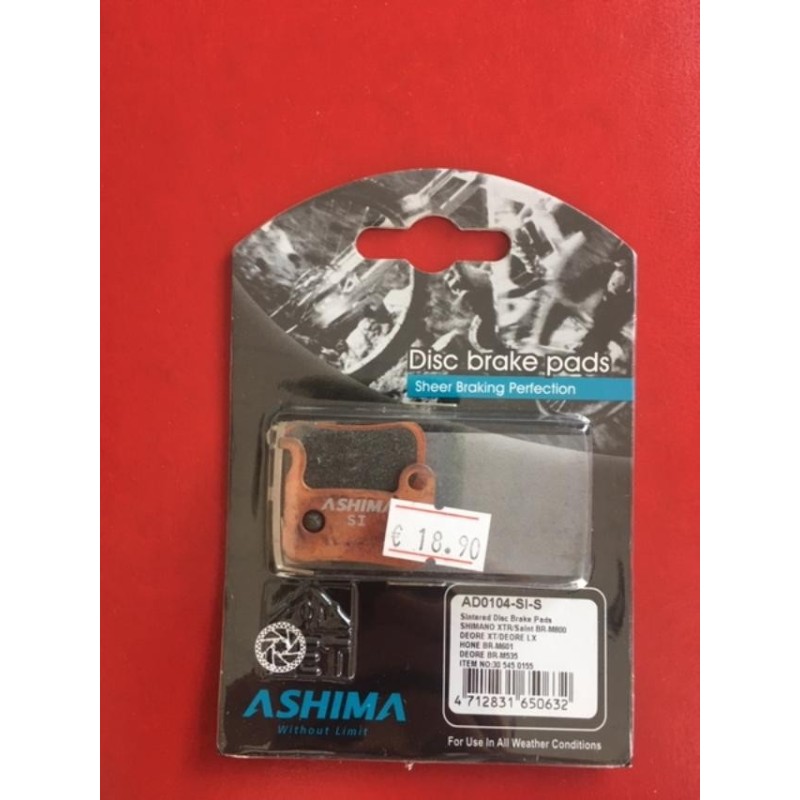 Disc brake pads
Sheer Braking Perfection
ASHIMA
SI
€ 18.90
AD0104-SI-S
Sintered Disc Brake Pads
SHIMANO XTR/Saint BR-M800
DEORE XT/DEORE LX
HONE BR-M601
DEORE BR-M535
ITEM NO:30 545 0155
4 712831 650632
ASHIMA
Without Limit
For Use In All Weather Conditions